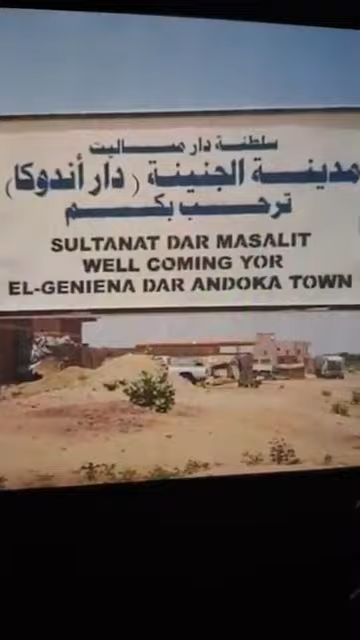 سلطنة دار مساليت
مدينة الجنينة (دار أندوكا)
ترحب بكم
SULTANAT DAR MASALIT
WELL COMING YOR
EL-GENIENA DAR ANDOKA TOWN